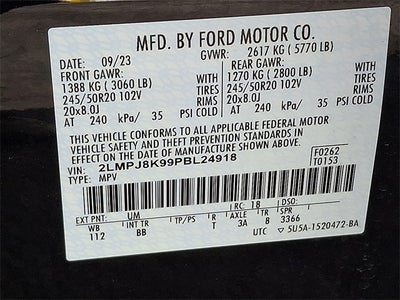 MFD. BY FORD MOTOR CO.
DATE: 09/23 GVWR: 2617 KG ( 5770 LB)
FRONT GAWR: REAR GAWR:
1388 KG ( 3060 LB) WITH 1270 KG ( 2800 LB) WITH
245/50R20 102V TIRES 245/50R20 102V TIRES
20x8.0J RIMS 20x8.0J RIMS
AT 240 kPa/ 35 PSI COLD AT 240 kPa/ 35 PSI COLD
THIS VEHICLE CONFORMS TO ALL APPLICABLE FEDERAL MOTOR
VEHICLE SAFETY AND THEFT PREVENTION STANDARDS IN
EFFECT ON THE DATE OF MANUFACTURE SHOWN ABOVE.
VIN: 2LMPJ8K99PBL24918 F0262
TYPE: MPV T0153
EXT PNT: UM RC: 18 DSO:
WB INT TR TP/PS R AXLE TR SPR
112 BB T 3A B 3366
UTC 5U5A-1520472-BA